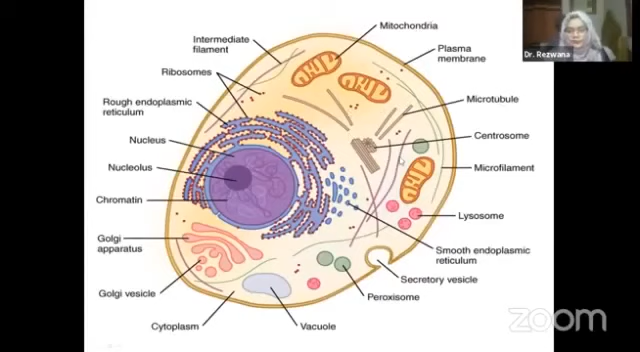 Mitochondria
Intermediate
filament
Plasma
membrane
Ribosomes
Rough endoplasmic
reticulum
Microtubule
Nucleus
Centrosome
Nucleolus
Microfilament
Chromatin
Lysosome
Golgi
apparatus
Smooth endoplasmic
reticulum
Secretory vesicle
Golgi vesicle
Peroxisome
Cytoplasm
Vacuole
Dr. Rezwana
zoom